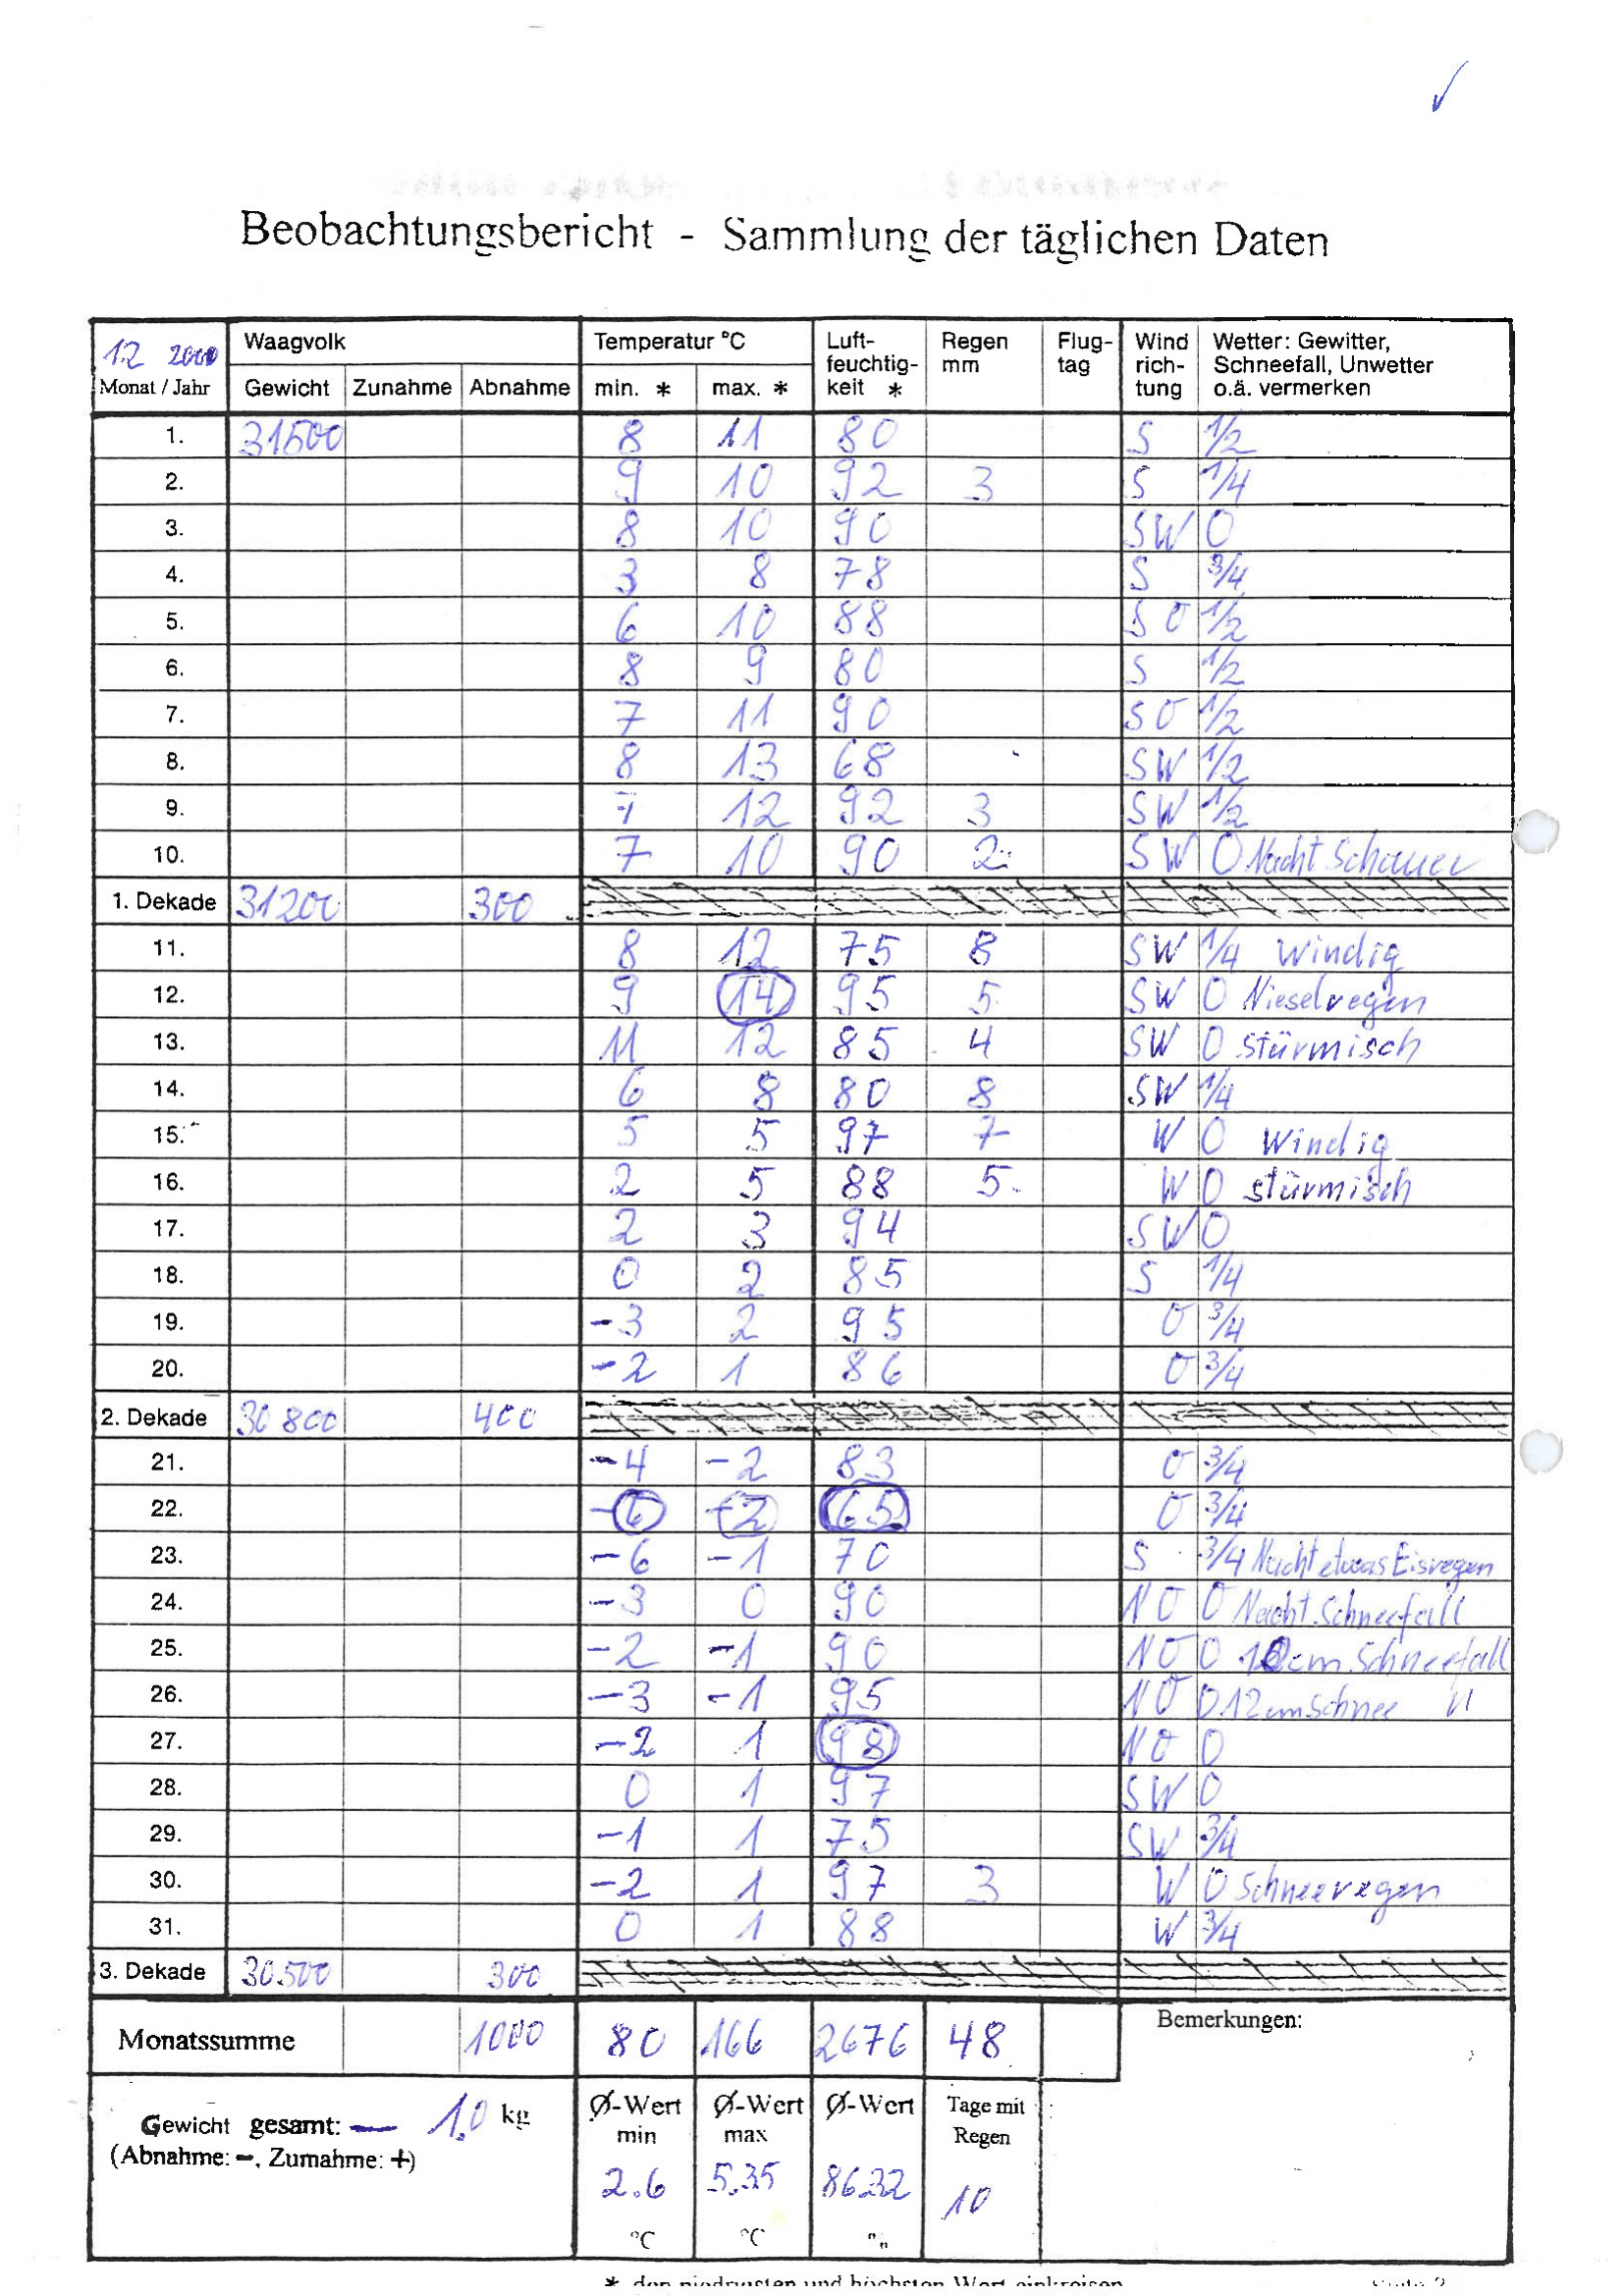 Beobachtungsbericht - Sammlung der täglichen Daten
12 2000 Waagvolk Temperatur °C Luft- Regen Flug- Wind Wetter: Gewitter,
feuchtig- mm tag rich- Schneefall, Unwetter
Monat / Jahr Gewicht Zunahme Abnahme min. * max. * keit * tung o.ä. vermerken
1. 31500 8 11 80 S 1/2
2. 9 10 92 3 S 1/4
3. 8 10 90 SW 0
4. 3 8 78 S 3/4
5. 6 10 88 SO 1/2
6. 8 9 80 S 1/2
7. 7 11 90 SO 1/2
8. 8 13 68 SW 1/2
9. 7 12 92 3 SW 1/2
10. 7 10 90 2 SW 0 Nacht Schauer
1. Dekade 31200 300
11. 8 12 75 8 SW 1/4 Windig
12. 9 14 95 5 SW 0 Nieselregen
13. 11 12 85 4 SW 0 stürmisch
14. 6 8 80 8 SW 1/4
15. 5 5 97 7 W 0 Windig
16. 2 5 88 5. W 0 stürmisch
17. 2 3 94 SW 0
18. 0 2 85 S 1/4
19. -3 2 95 O 3/4
20. -2 1 86 O 3/4
2. Dekade 30800 400
21. -4 -2 83 O 3/4
22. -6 -2 65 O 3/4
23. -6 -1 70 S 3/4 Nacht etwas Eisregen
24. -3 0 90 NO 0 Nacht Schneefall
25. -2 -1 90 NO 0 10cm Schneefall
26. -3 -1 95 NO 0 12cm Schnee "
27. -2 1 98 NO 0
28. 0 1 97 SW 0
29. -1 1 75 SW 3/4
30. -2 1 97 3 W 0 Schneeregen
31. 0 1 88 W 3/4
3. Dekade 30.500 300
Monatssumme 1000 80 166 2676 48 Bemerkungen:
Gewicht gesamt: - 1,0 kg Ø-Wert Ø-Wert Ø-Wert Tage mit
(Abnahme: -, Zumahme: +) min max Regen
2.6 5,35 86,32 10
°C °C
* den niedrigsten und höchsten Wert einkreisen Seite 2